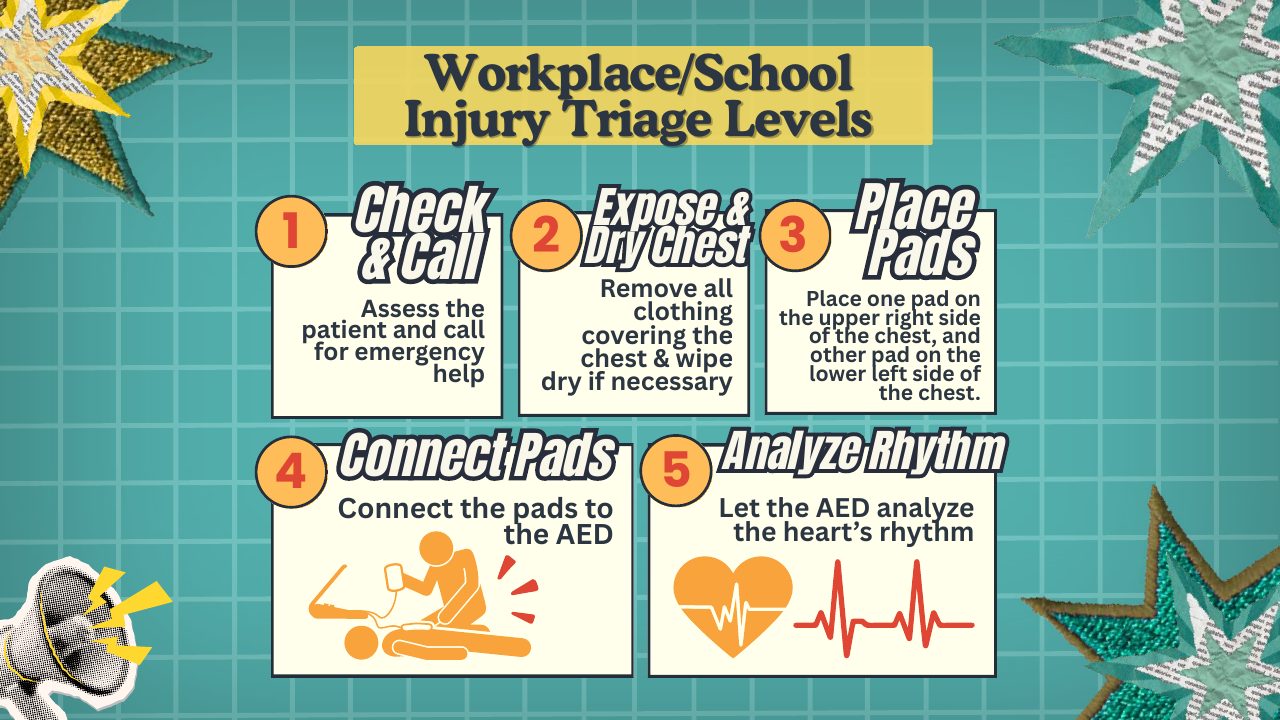 Workplace/School
Injury Triage Levels
1
Check
& Call
Assess the
patient and call
for emergency
help
2
Expose &
Dry Chest
Remove all
clothing
covering the
chest & wipe
dry if necessary
3
Place
Pads
Place one pad on
the upper right side
of the chest, and
other pad on the
lower left side of
the chest.
4
Connect Pads
Connect the pads to
the AED
5
Analyze Rhythm
Let the AED analyze
the heart’s rhythm